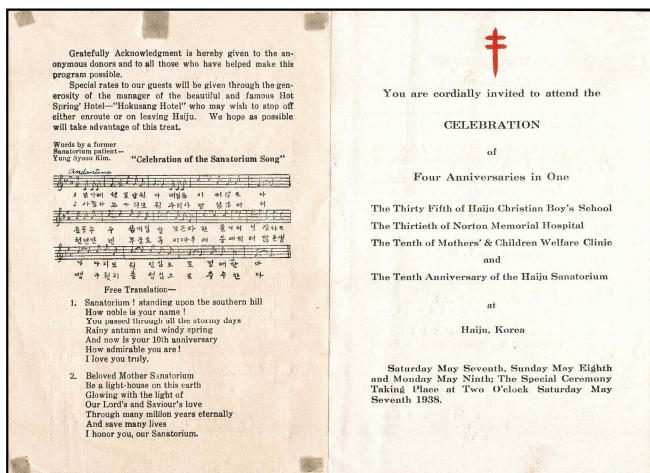 Gratefully Acknowledgment is hereby given to the an-
onymous donors and to all those who have helped make this
program possible.
Special rates to our guests will be given through the gen-
erosity of the manager of the beautiful and famous Hot
Spring' Hotel—"Hokusang Hotel" who may wish to stop off
either enroute or on leaving Haiju. We hope as possible
will take advantage of this treat.
Words by a former
Sanatorium patient—
Yung Syoon Kim. "Celebration of the Sanatorium Song"
Andantino
Free Translation—
1. Sanatorium ! standing upon the southern hill
How noble is your name !
You passed through all the stormy days
Rainy antumn and windy spring
And now is your 10th anniversary
How admirable you are !
I love you truly.
2. Beloved Mother Sanatorium
Be a light-house on this earth
Glowing with the light of
Our Lord's and Saviour's love
Through many million years eternally
And save many lives
I honor you, our Sanatorium.
You are cordially invited to attend the
CELEBRATION
of
Four Anniversaries in One
The Thirty Fifth of Haiju Christian Boy's School
The Thirtieth of Norton Memorial Hospital
The Tenth of Mothers' & Children Welfare Clinic
and
The Tenth Anniversary of the Haiju Sanatorium
at
Haiju, Korea
Saturday May Seventh, Sunday May Eighth
and Monday May Ninth; The Special Ceremony
Taking Place at Two O'clock Saturday May
Seventh 1938.